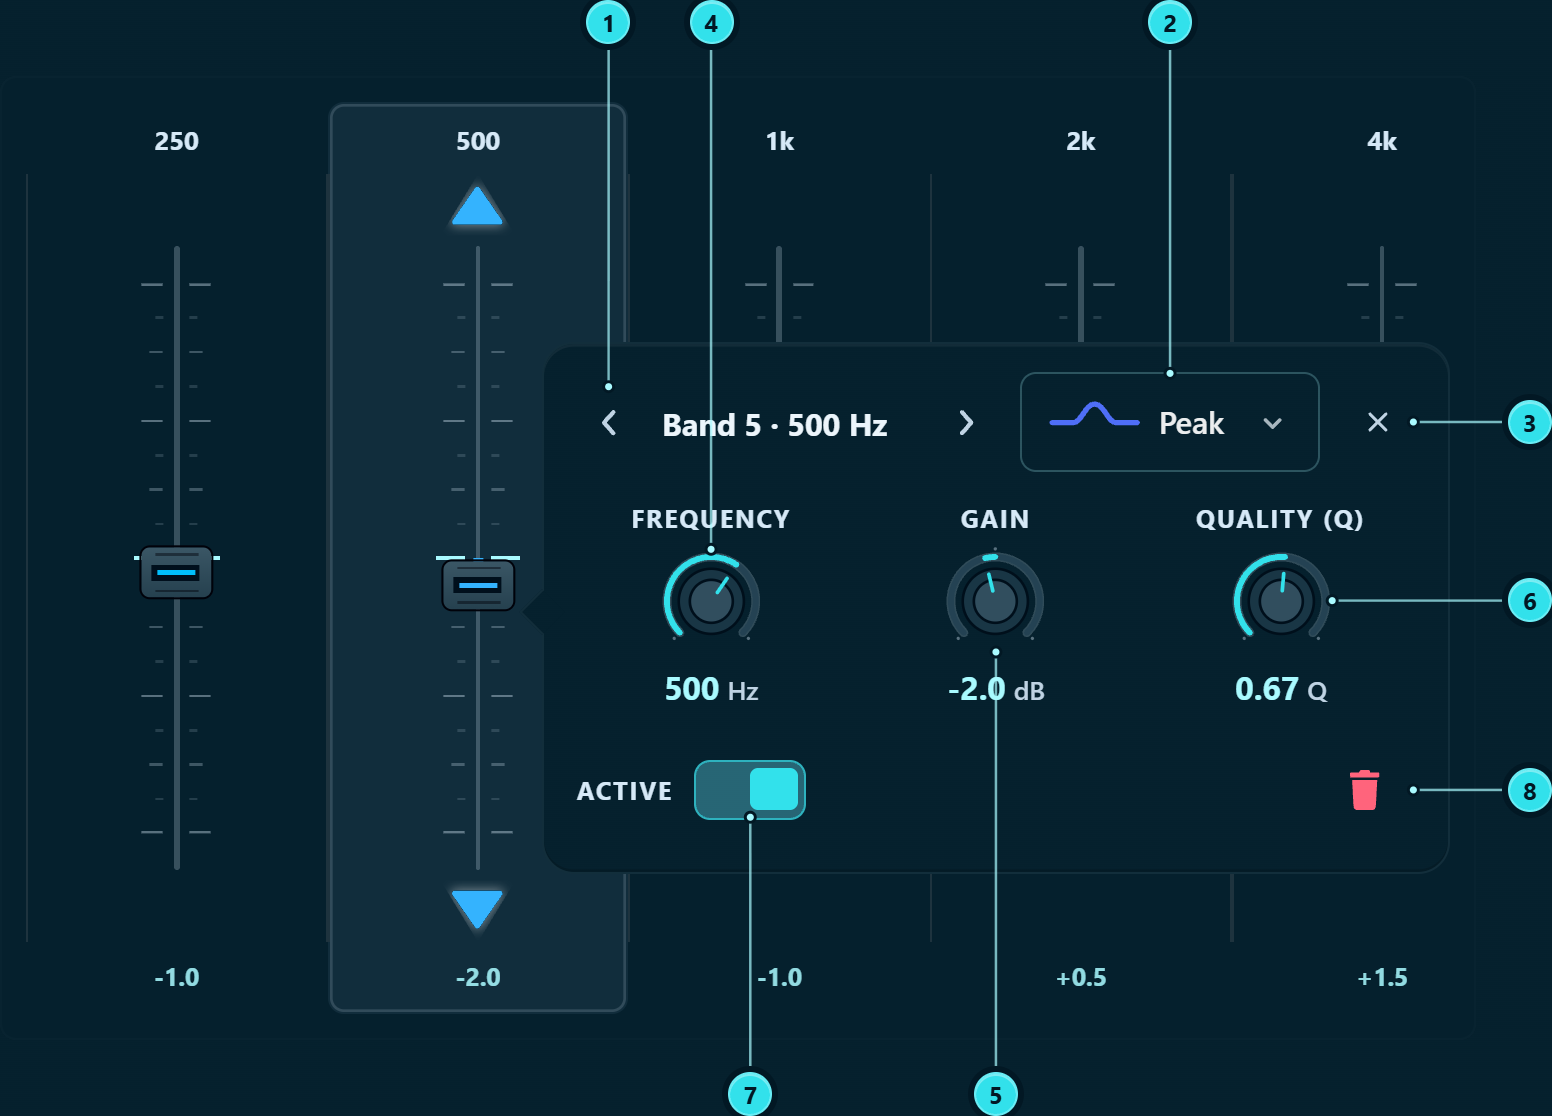 1 4 2
250 500 1k 2k 4k
Band 5 · 500 Hz Peak 3
FREQUENCY GAIN QUALITY (Q)
6
500 Hz -2.0 dB 0.67 Q
ACTIVE 8
-1.0 -2.0 -1.0 +0.5 +1.5
7 5